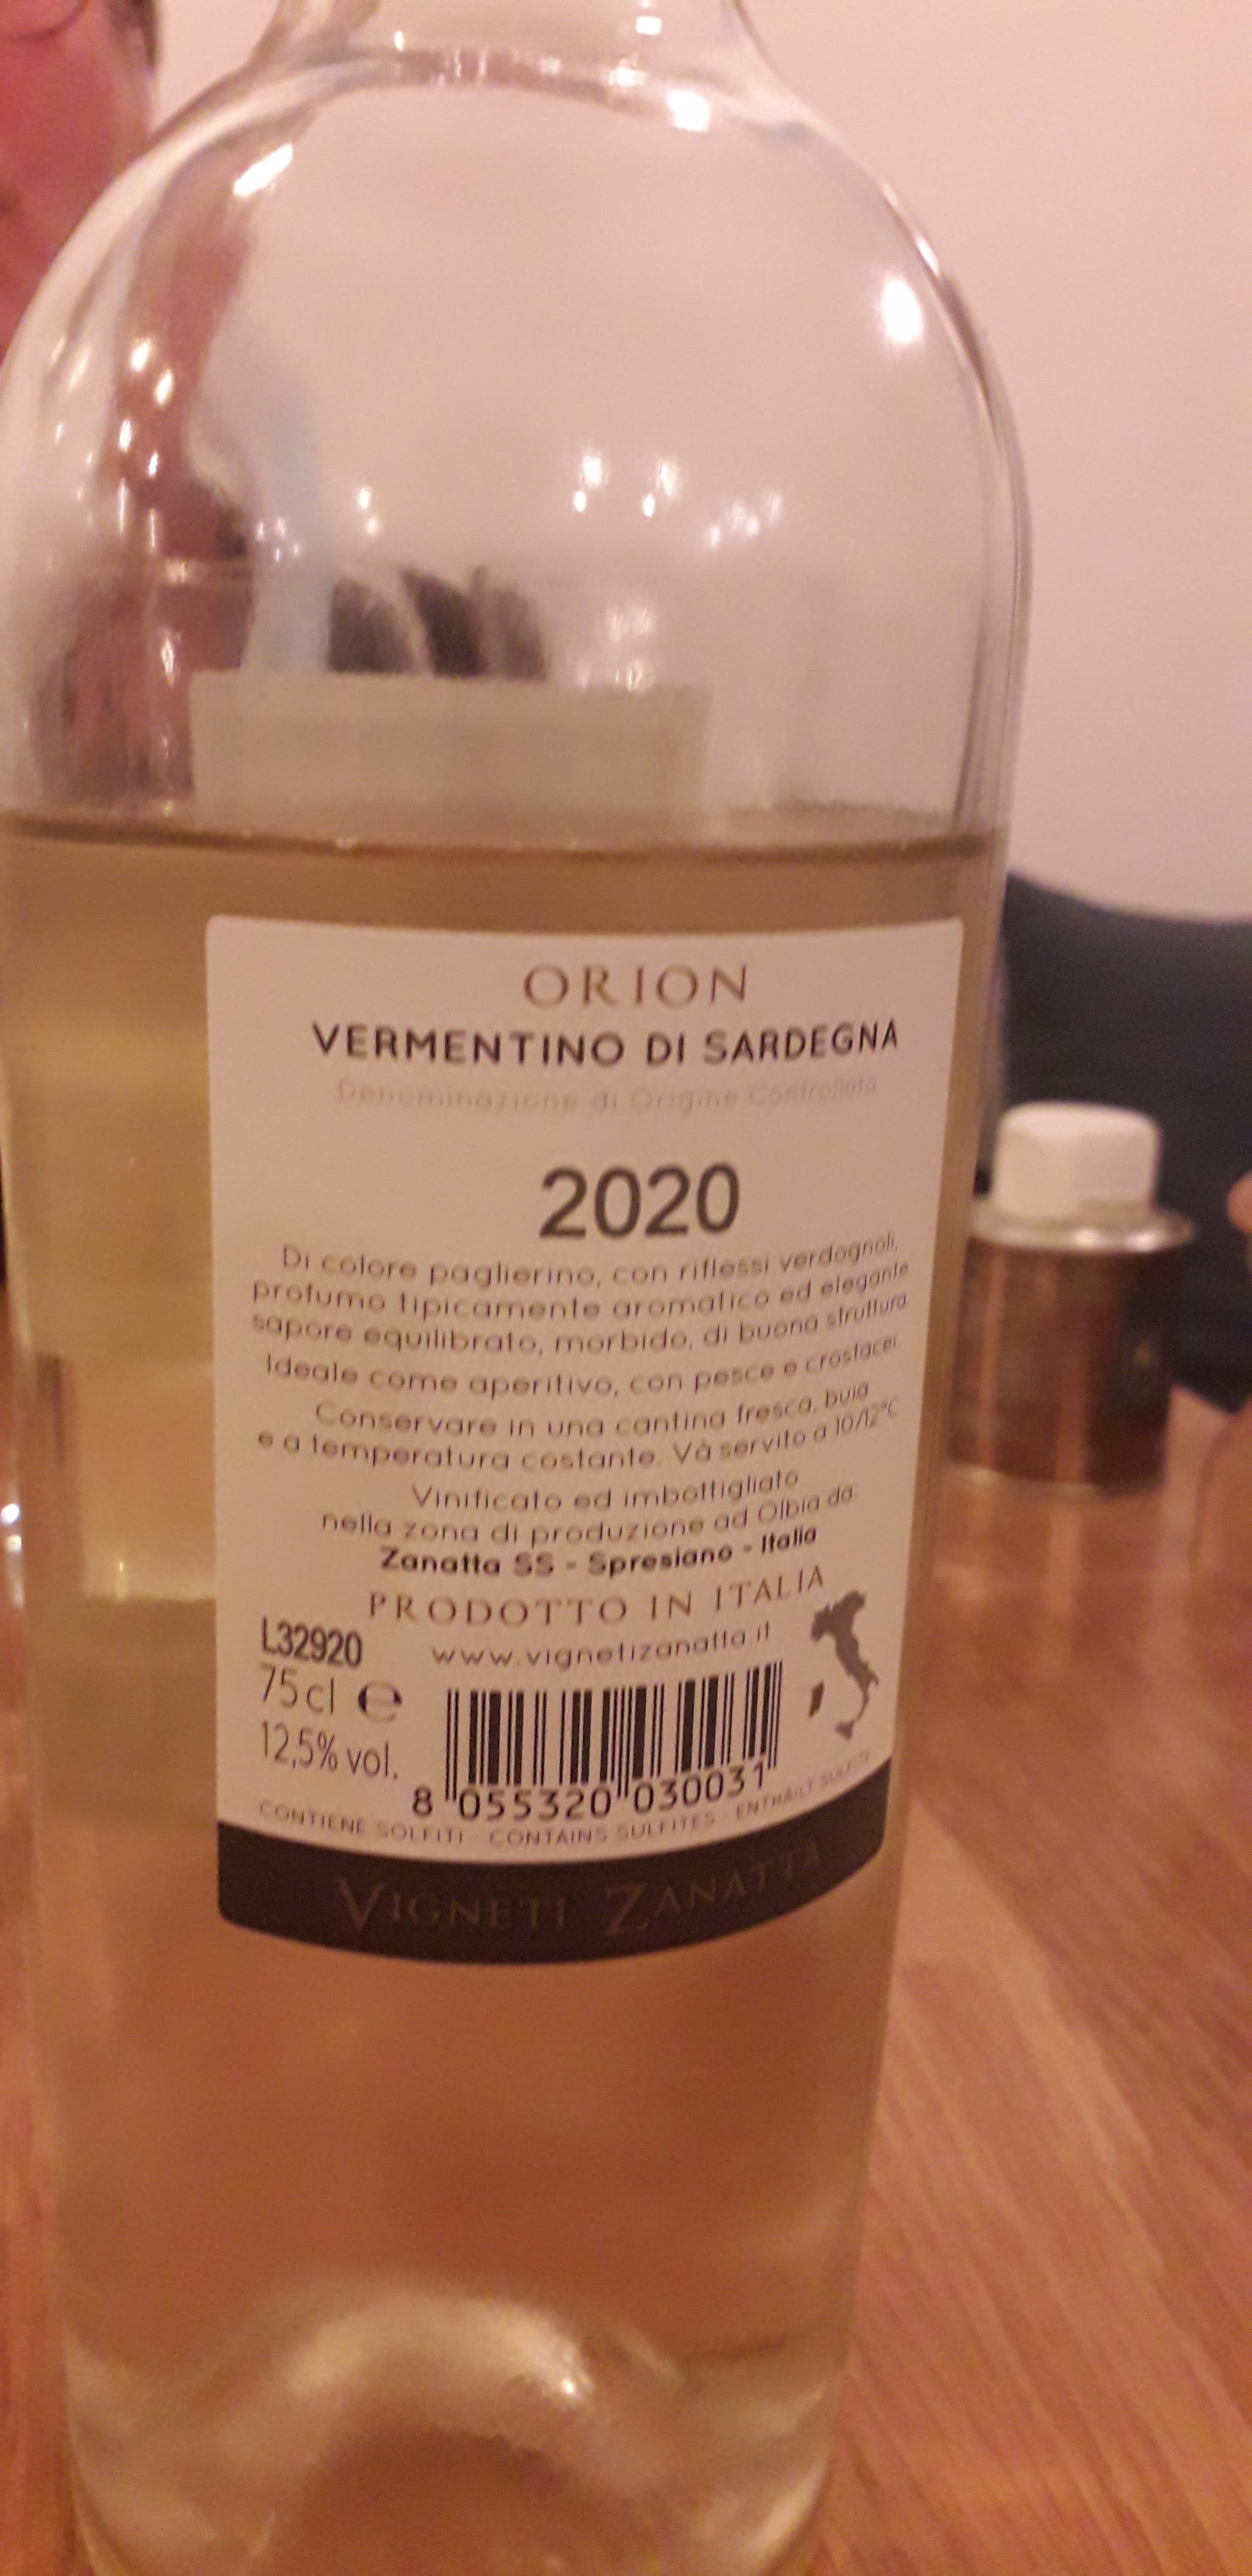 ORION
VERMENTINO DI SARDEGNA
Denominazione di Origine Controllata
2020
Di colore paglierino, con riflessi verdognoli,
profumo tipicamente aromatico ed elegante
sapore equilibrato, morbido, di buona struttura.
Ideale come aperitivo, con pesce e crostacei.
Conservare in una cantina fresca, buia
e a temperatura costante. Và servito a 10/12°C
Vinificato ed imbottigliato
nella zona di produzione ad Olbia da:
Zanatta SS - Spresiano - Italia
PRODOTTO IN ITALIA
www.vignetizanatta.it
L32920
75 cl e
12,5% vol.
8 055320 030031
CONTIENE SOLFITI - CONTAINS SULFITES - ENTHÄLT SULFITE
VIGNETI ZANATTA